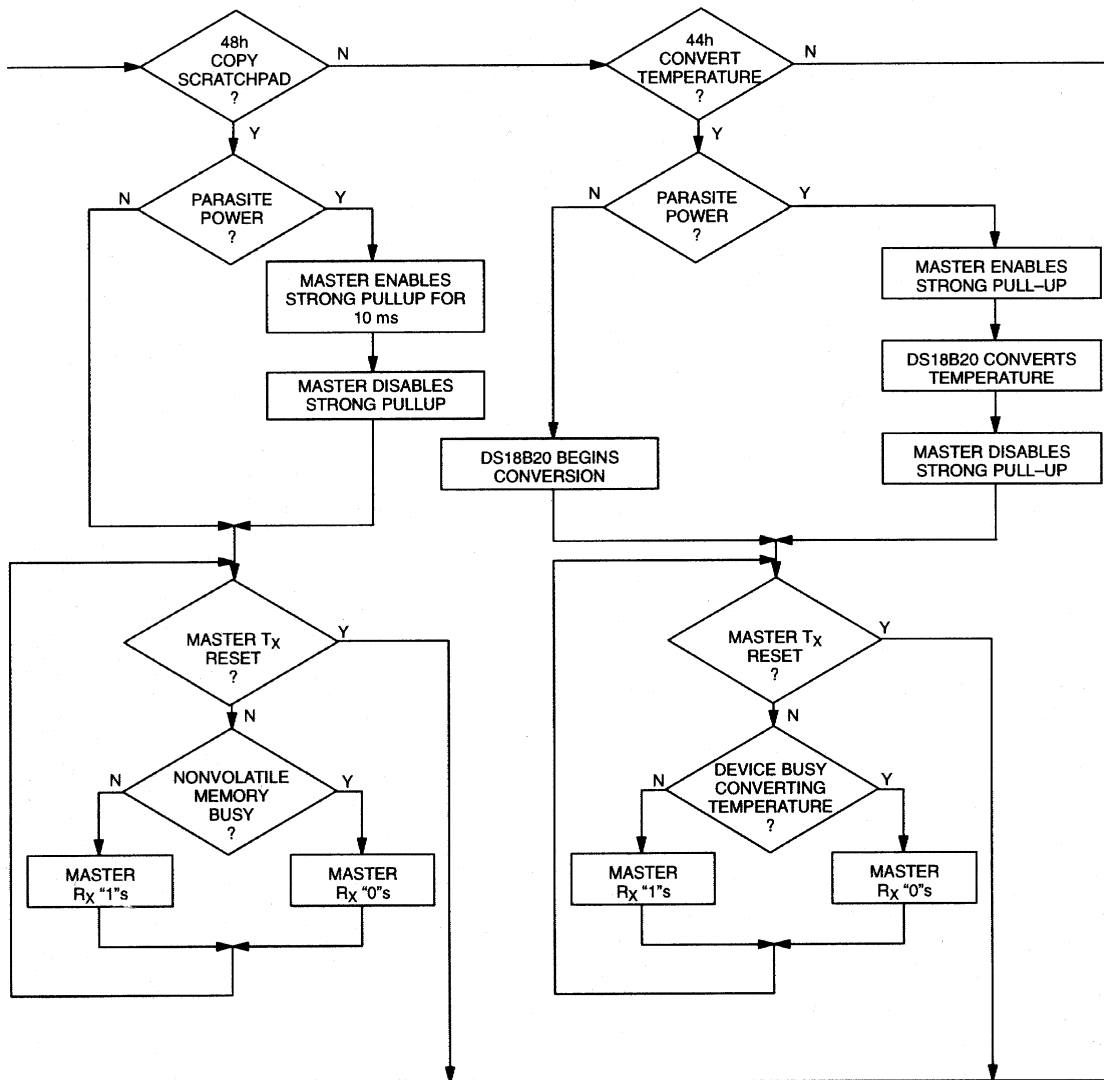 48h
COPY
SCRATCHPAD
?
N
Y
44h
CONVERT
TEMPERATURE
?
N
Y
N
PARASITE
POWER
?
Y
MASTER ENABLES
STRONG PULLUP FOR
10 ms
MASTER DISABLES
STRONG PULLUP
N
PARASITE
POWER
?
Y
MASTER ENABLES
STRONG PULL–UP
DS18B20 CONVERTS
TEMPERATURE
MASTER DISABLES
STRONG PULL–UP
DS18B20 BEGINS
CONVERSION
MASTER TX
RESET
?
Y
N
N
NONVOLATILE
MEMORY
BUSY
?
Y
MASTER
RX “1”s
MASTER
RX “0”s
MASTER TX
RESET
?
Y
N
N
DEVICE BUSY
CONVERTING
TEMPERATURE
?
Y
MASTER
RX “1”s
MASTER
RX “0”s